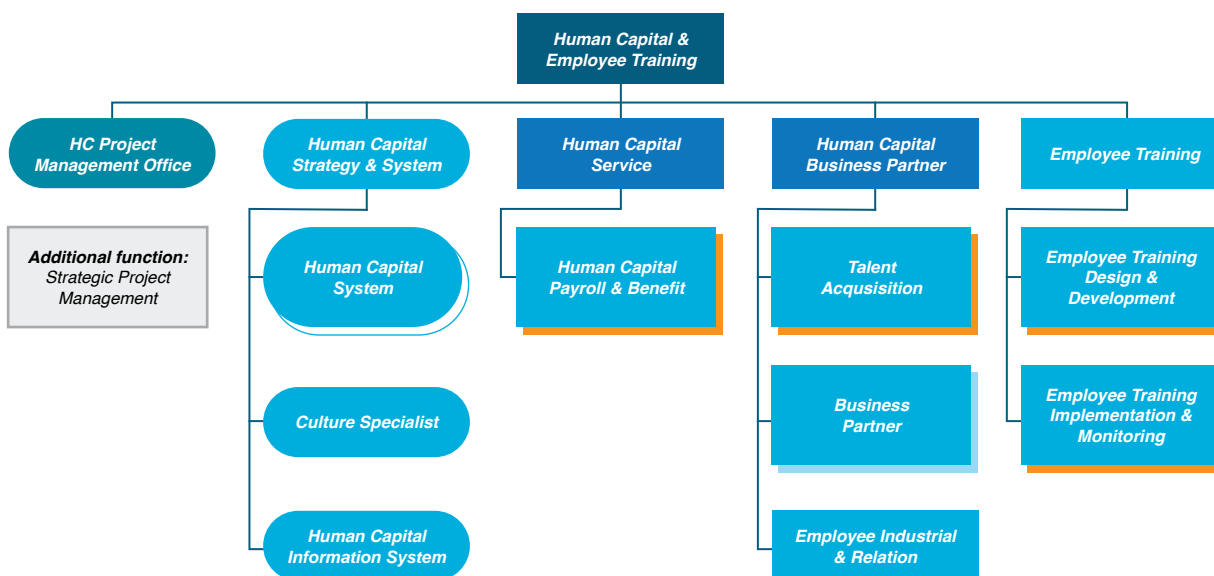 Human Capital &
Employee Training
HC Project
Management Office
Human Capital
Strategy & System
Human Capital
Service
Human Capital
Business Partner
Employee Training
Additional function:
Strategic Project
Management
Human Capital
System
Culture Specialist
Human Capital
Information System
Human Capital
Payroll & Benefit
Talent
Acqusisition
Business
Partner
Employee Industrial
& Relation
Employee Training
Design &
Development
Employee Training
Implementation &
Monitoring